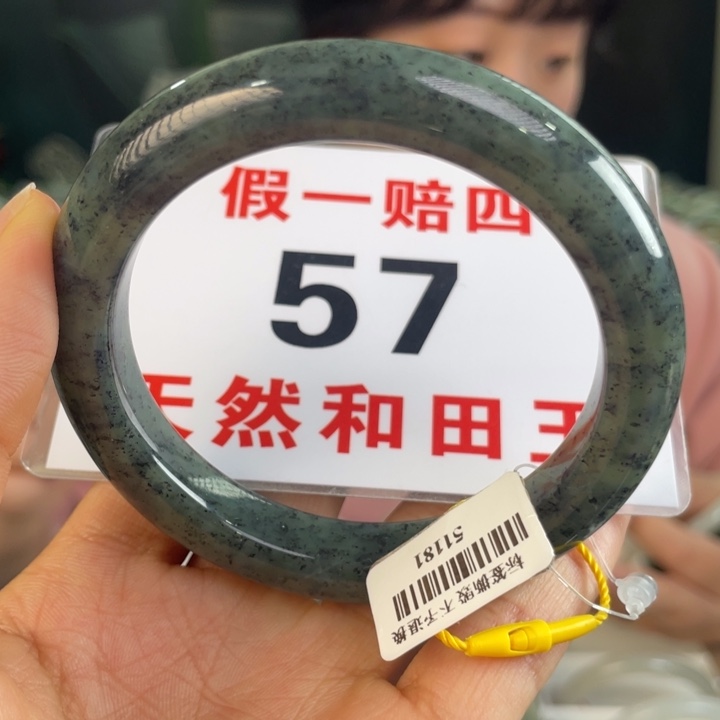 假一赔四
57
天然和田玉
51181
标签撕毁 不予退换